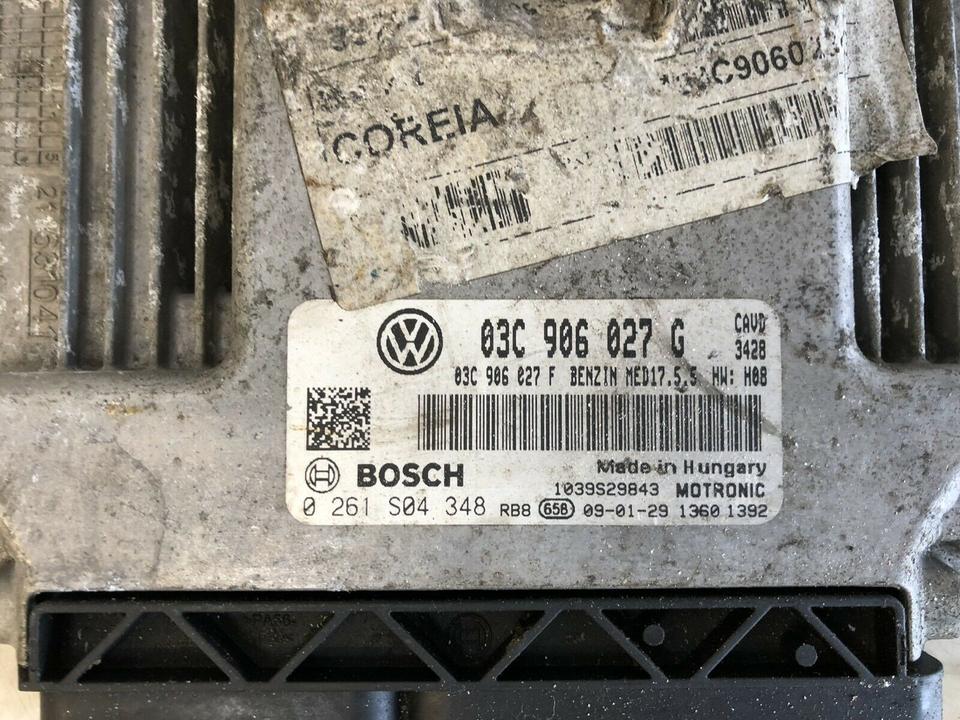 C9060
COREIA
03C 906 027 G
CAVD
3428
03C 906 027 F BENZIN MED17.5.5 HW: H08
BOSCH
Made in Hungary
1039S29843 MOTRONIC
0 261 S04 348 RB8 658 09-01-29 1360 1392